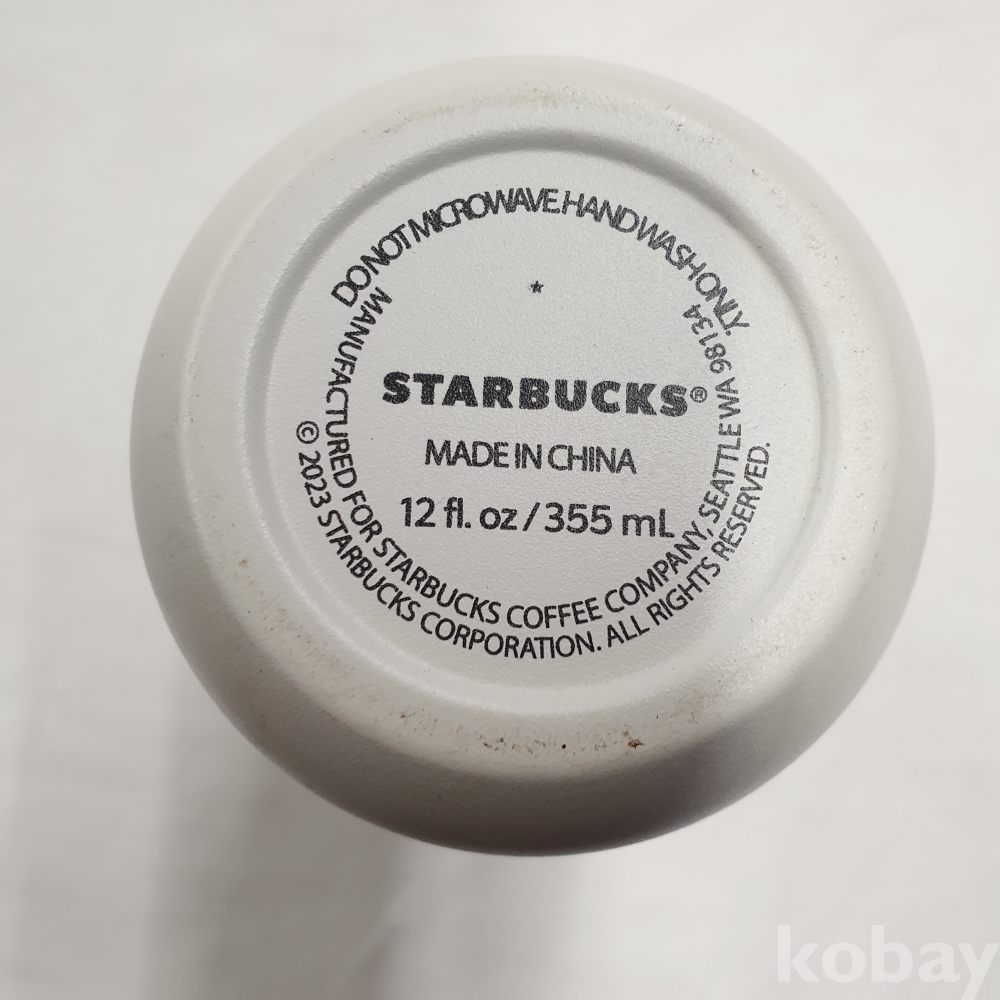 DO NOT MICROWAVE. HAND WASH ONLY.
STARBUCKS®
MADE IN CHINA
12 fl. oz / 355 mL
MANUFACTURED FOR STARBUCKS COFFEE COMPANY, SEATTLE WA 98134
© 2023 STARBUCKS CORPORATION. ALL RIGHTS RESERVED.
kobay